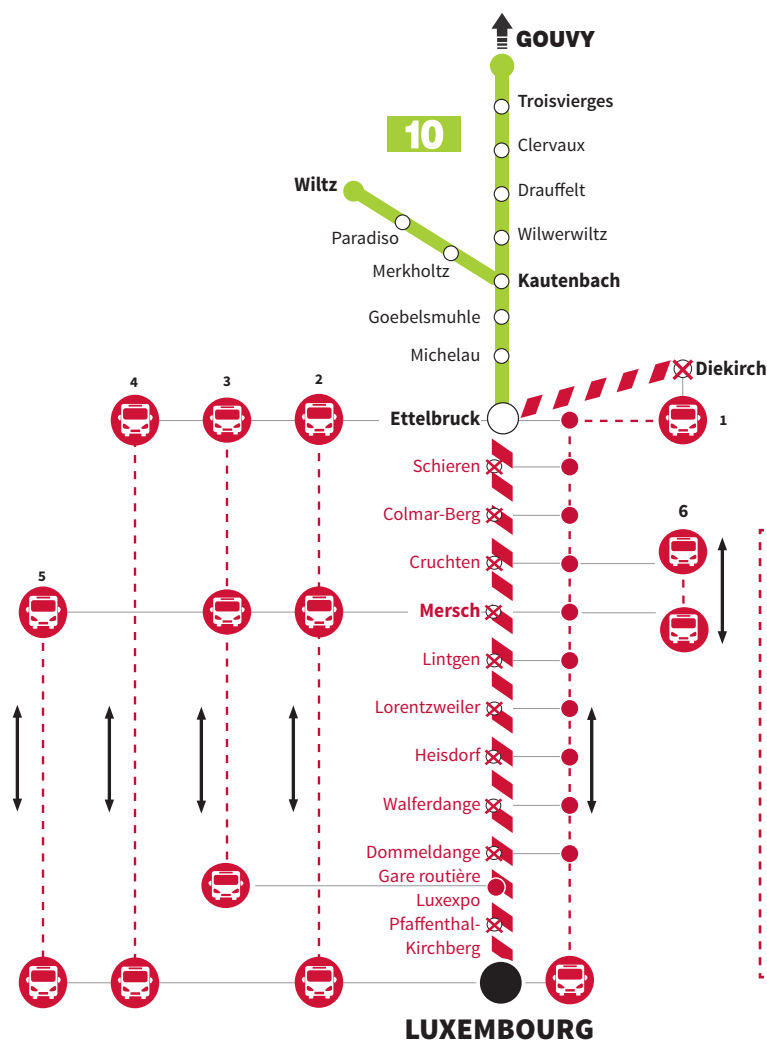 GOUVY
Troisvierges
10
Clervaux
Wiltz
Drauffelt
Paradiso
Wilwerwiltz
Merkholtz
Kautenbach
Goebelsmuhle
Michelau
Diekirch
4
3
2
Ettelbruck
1
Schieren
Colmar-Berg
6
Cruchten
5
Mersch
Lintgen
Lorentzweiler
Heisdorf
Walferdange
Dommeldange
Gare routière
Luxexpo
Pfaffenthal-
Kirchberg
LUXEMBOURG